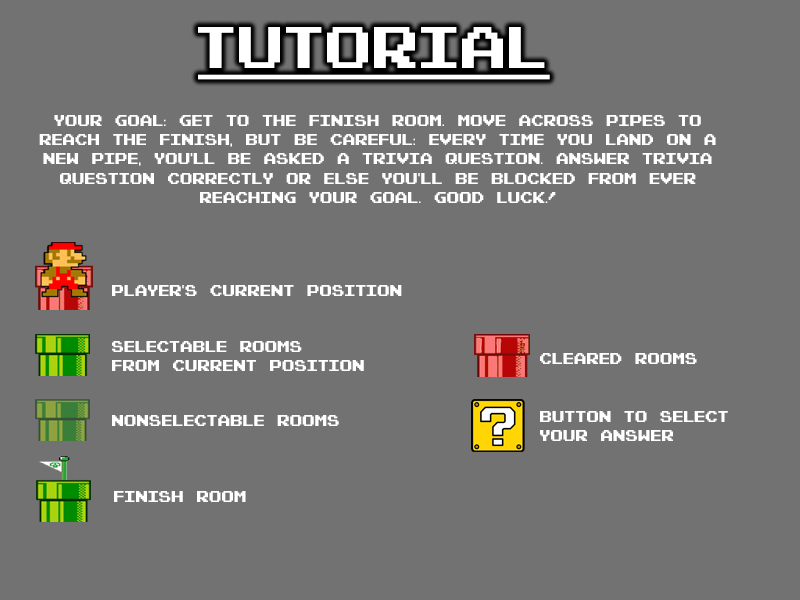 TUTORIAL
YOUR GOAL: GET TO THE FINISH ROOM. MOVE ACROSS PIPES TO
REACH THE FINISH, BUT BE CAREFUL: EVERY TIME YOU LAND ON A
NEW PIPE, YOU'LL BE ASKED A TRIVIA QUESTION. ANSWER TRIVIA
QUESTION CORRECTLY OR ELSE YOU'LL BE BLOCKED FROM EVER
REACHING YOUR GOAL. GOOD LUCK!
PLAYER'S CURRENT POSITION
SELECTABLE ROOMS
FROM CURRENT POSITION
CLEARED ROOMS
NONSELECTABLE ROOMS
?
BUTTON TO SELECT
YOUR ANSWER
FINISH ROOM